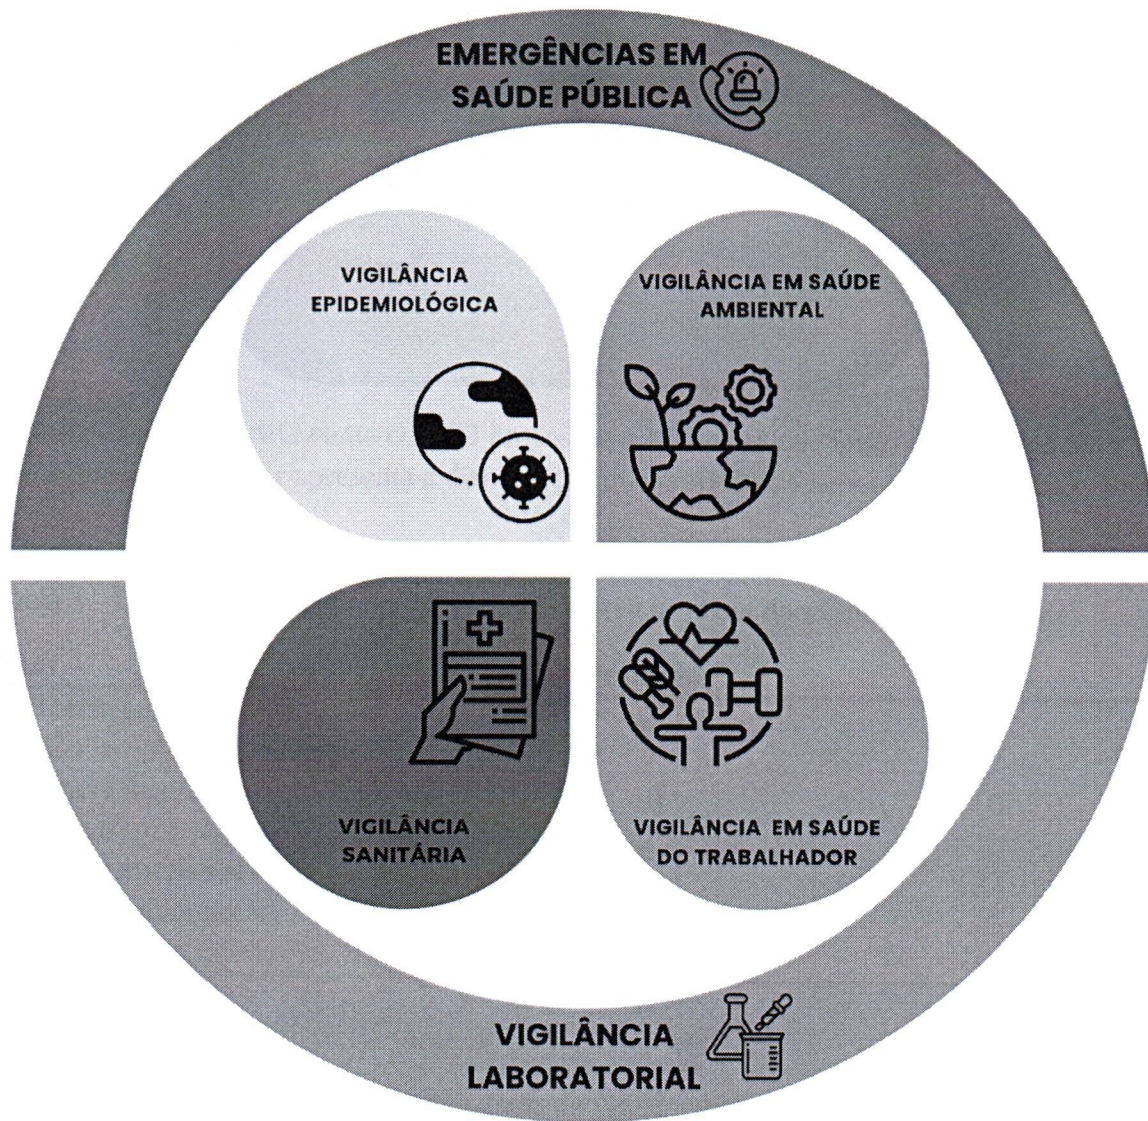 EMERGÊNCIAS EM
SAÚDE PÚBLICA
VIGILÂNCIA
EPIDEMIOLÓGICA
VIGILÂNCIA EM SAÚDE
AMBIENTAL
VIGILÂNCIA
SANITÁRIA
VIGILÂNCIA EM SAÚDE
DO TRABALHADOR
VIGILÂNCIA
LABORATORIAL